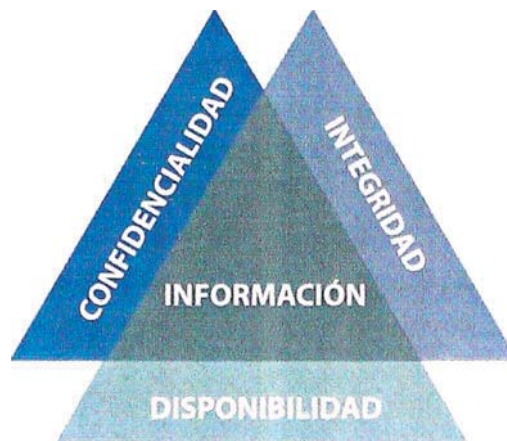 CONFIDENCIALIDAD
INTEGRIDAD
INFORMACIÓN
DISPONIBILIDAD